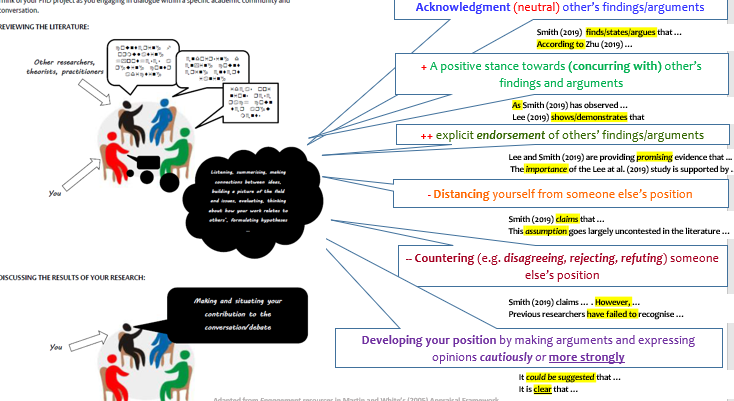 think of your PhD project as you engaging in dialogue within a specific academic community and
conversation.
REVIEWING THE LITERATURE:
Other researchers,
theorists, practitioners
You
Listening, summarising, making
connections between ideas,
building a picture of the field
and issues, evaluating, thinking
about how your work relates to
others', formulating hypotheses
...
DISCUSSING THE RESULTS OF YOUR RESEARCH:
You
Making and situating your
contribution to the
conversation/debate
Acknowledgment (neutral) other's findings/arguments
Smith (2019) finds/states/argues that ...
According to Zhu (2019) ...
+ A positive stance towards (concurring with) other's
findings and arguments
As Smith (2019) has observed ...
Lee (2019) shows/demonstrates that
++ explicit endorsement of others' findings/arguments
Lee and Smith (2019) are providing promising evidence that ...
The importance of the Lee at al. (2019) study is supported by .
- Distancing yourself from someone else's position
Smith (2019) claims that ...
This assumption goes largely uncontested in the literature ...
-- Countering (e.g. disagreeing, rejecting, refuting) someone
else's position
Smith (2019) claims ... . However, ...
Previous researchers have failed to recognise ...
Developing your position by making arguments and expressing
opinions cautiously or more strongly
It could be suggested that ...
It is clear that ...
Adapted from Engagement resources in Martin and White's (2005) Appraisal Framework